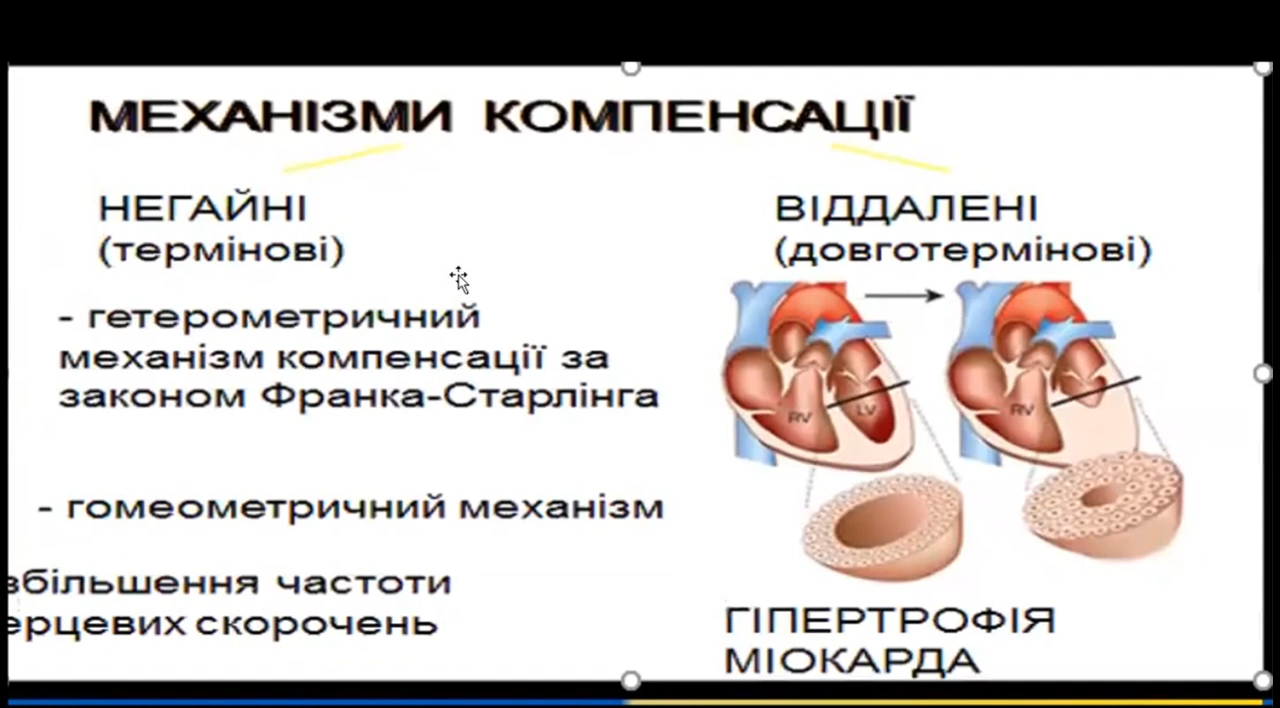 МЕХАНІЗМИ КОМПЕНСАЦІЇ
НЕГАЙНІ
(термінові)
- гетерометричний
механізм компенсації за
законом Франка-Старлінга
- гомеометричний механізм
збільшення частоти
ерцевих скорочень
ВІДДАЛЕНІ
(довготермінові)
RV
LV
RV
ГІПЕРТРОФІЯ
МІОКАРДА